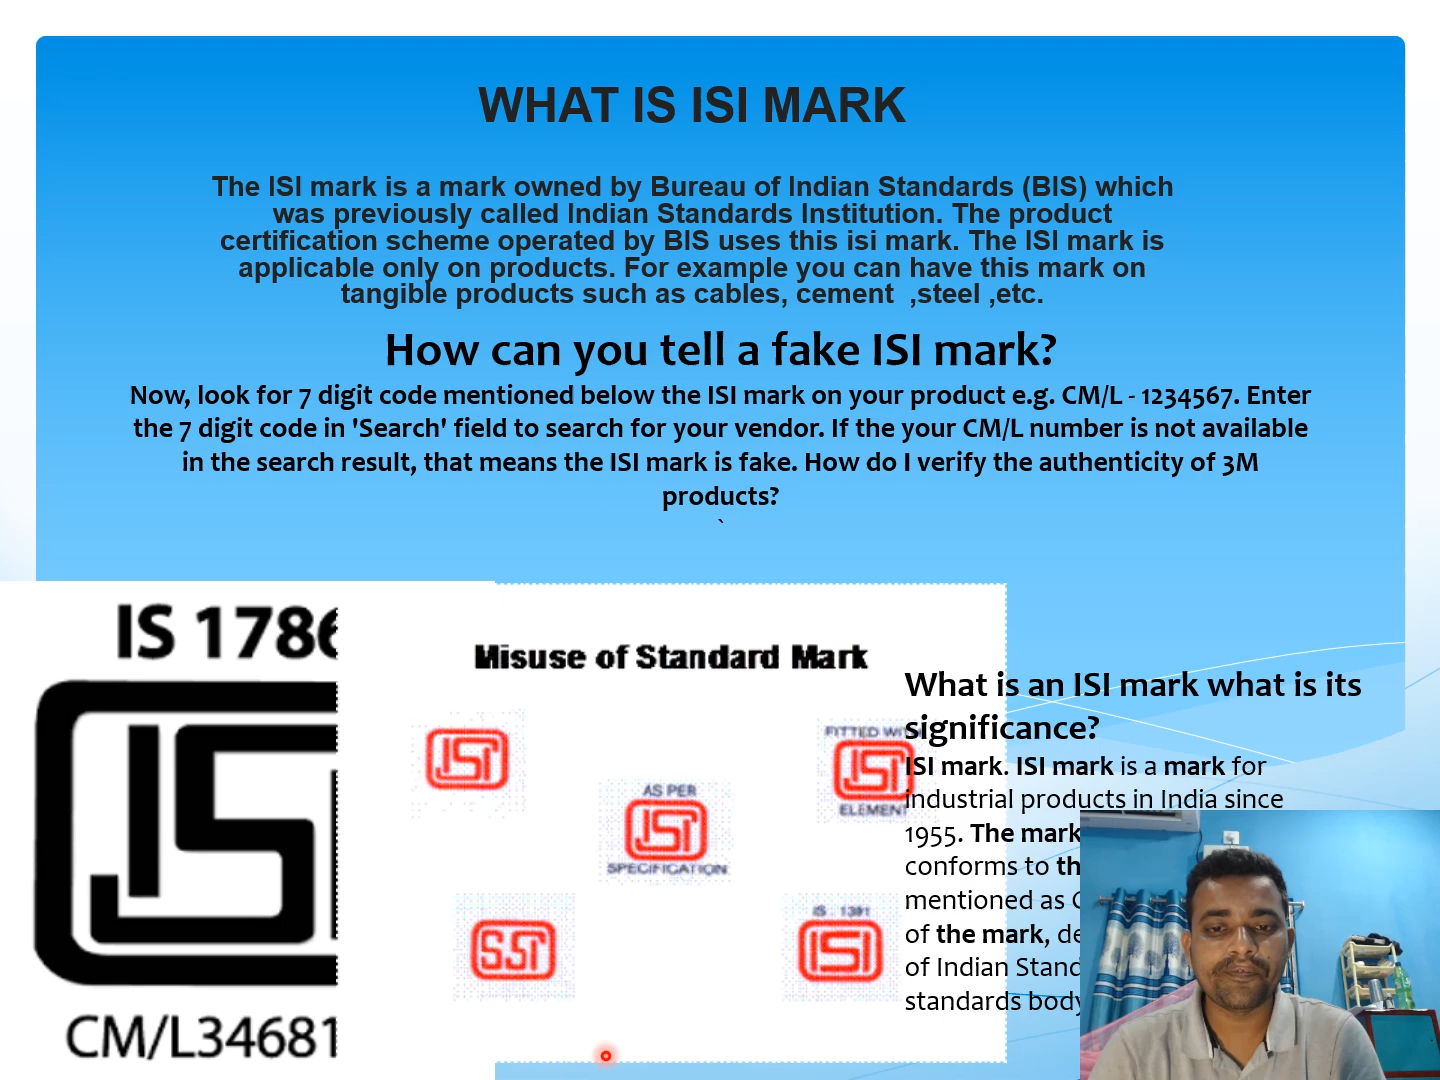 WHAT IS ISI MARK
The ISI mark is a mark owned by Bureau of Indian Standards (BIS) which
was previously called Indian Standards Institution. The product
certification scheme operated by BIS uses this isi mark. The ISI mark is
applicable only on products. For example you can have this mark on
tangible products such as cables, cement ,steel ,etc.
How can you tell a fake ISI mark?
Now, look for 7 digit code mentioned below the ISI mark on your product e.g. CM/L - 1234567. Enter
the 7 digit code in 'Search' field to search for your vendor. If the your CM/L number is not available
in the search result, that means the ISI mark is fake. How do I verify the authenticity of 3M
products?
`
IS 1786
ISI
CM/L34681
Misuse of Standard Mark
ISI
FITTED WITH
ISI
ELEMENT
AS PER
ISI
SPECIFICATION
SSI
IS : 1391
ISI
What is an ISI mark what is its
significance?
ISI mark. ISI mark is a mark for
industrial products in India since
1955. The mark
conforms to th
mentioned as
of the mark, de
of Indian Stand
standards body